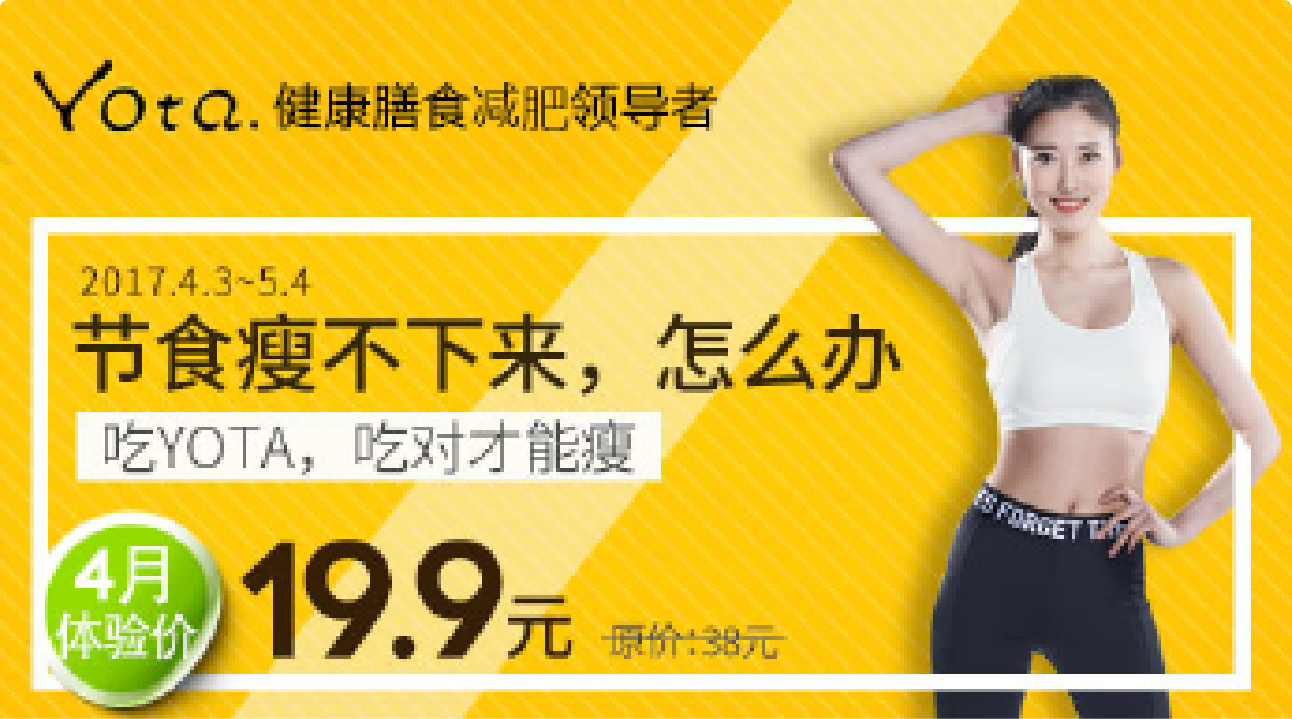 Yota. 健康膳食减肥领导者
2017.4.3~5.4
节食瘦不下来，怎么办
吃YOTA，吃对才能瘦
4月
体验价
19.9元
原价:38元
FORGET